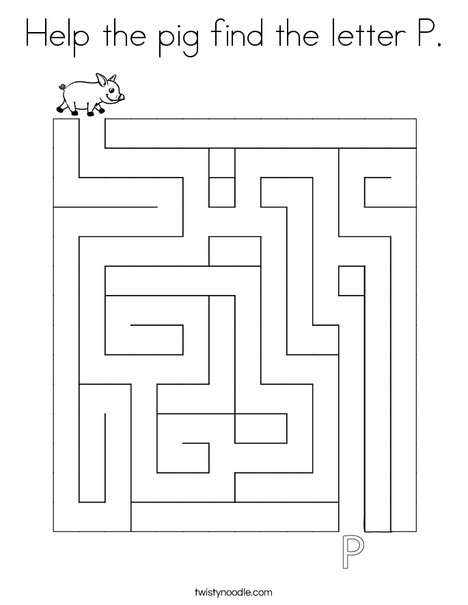 Help the pig find the letter P.
P
twistynoodle.com